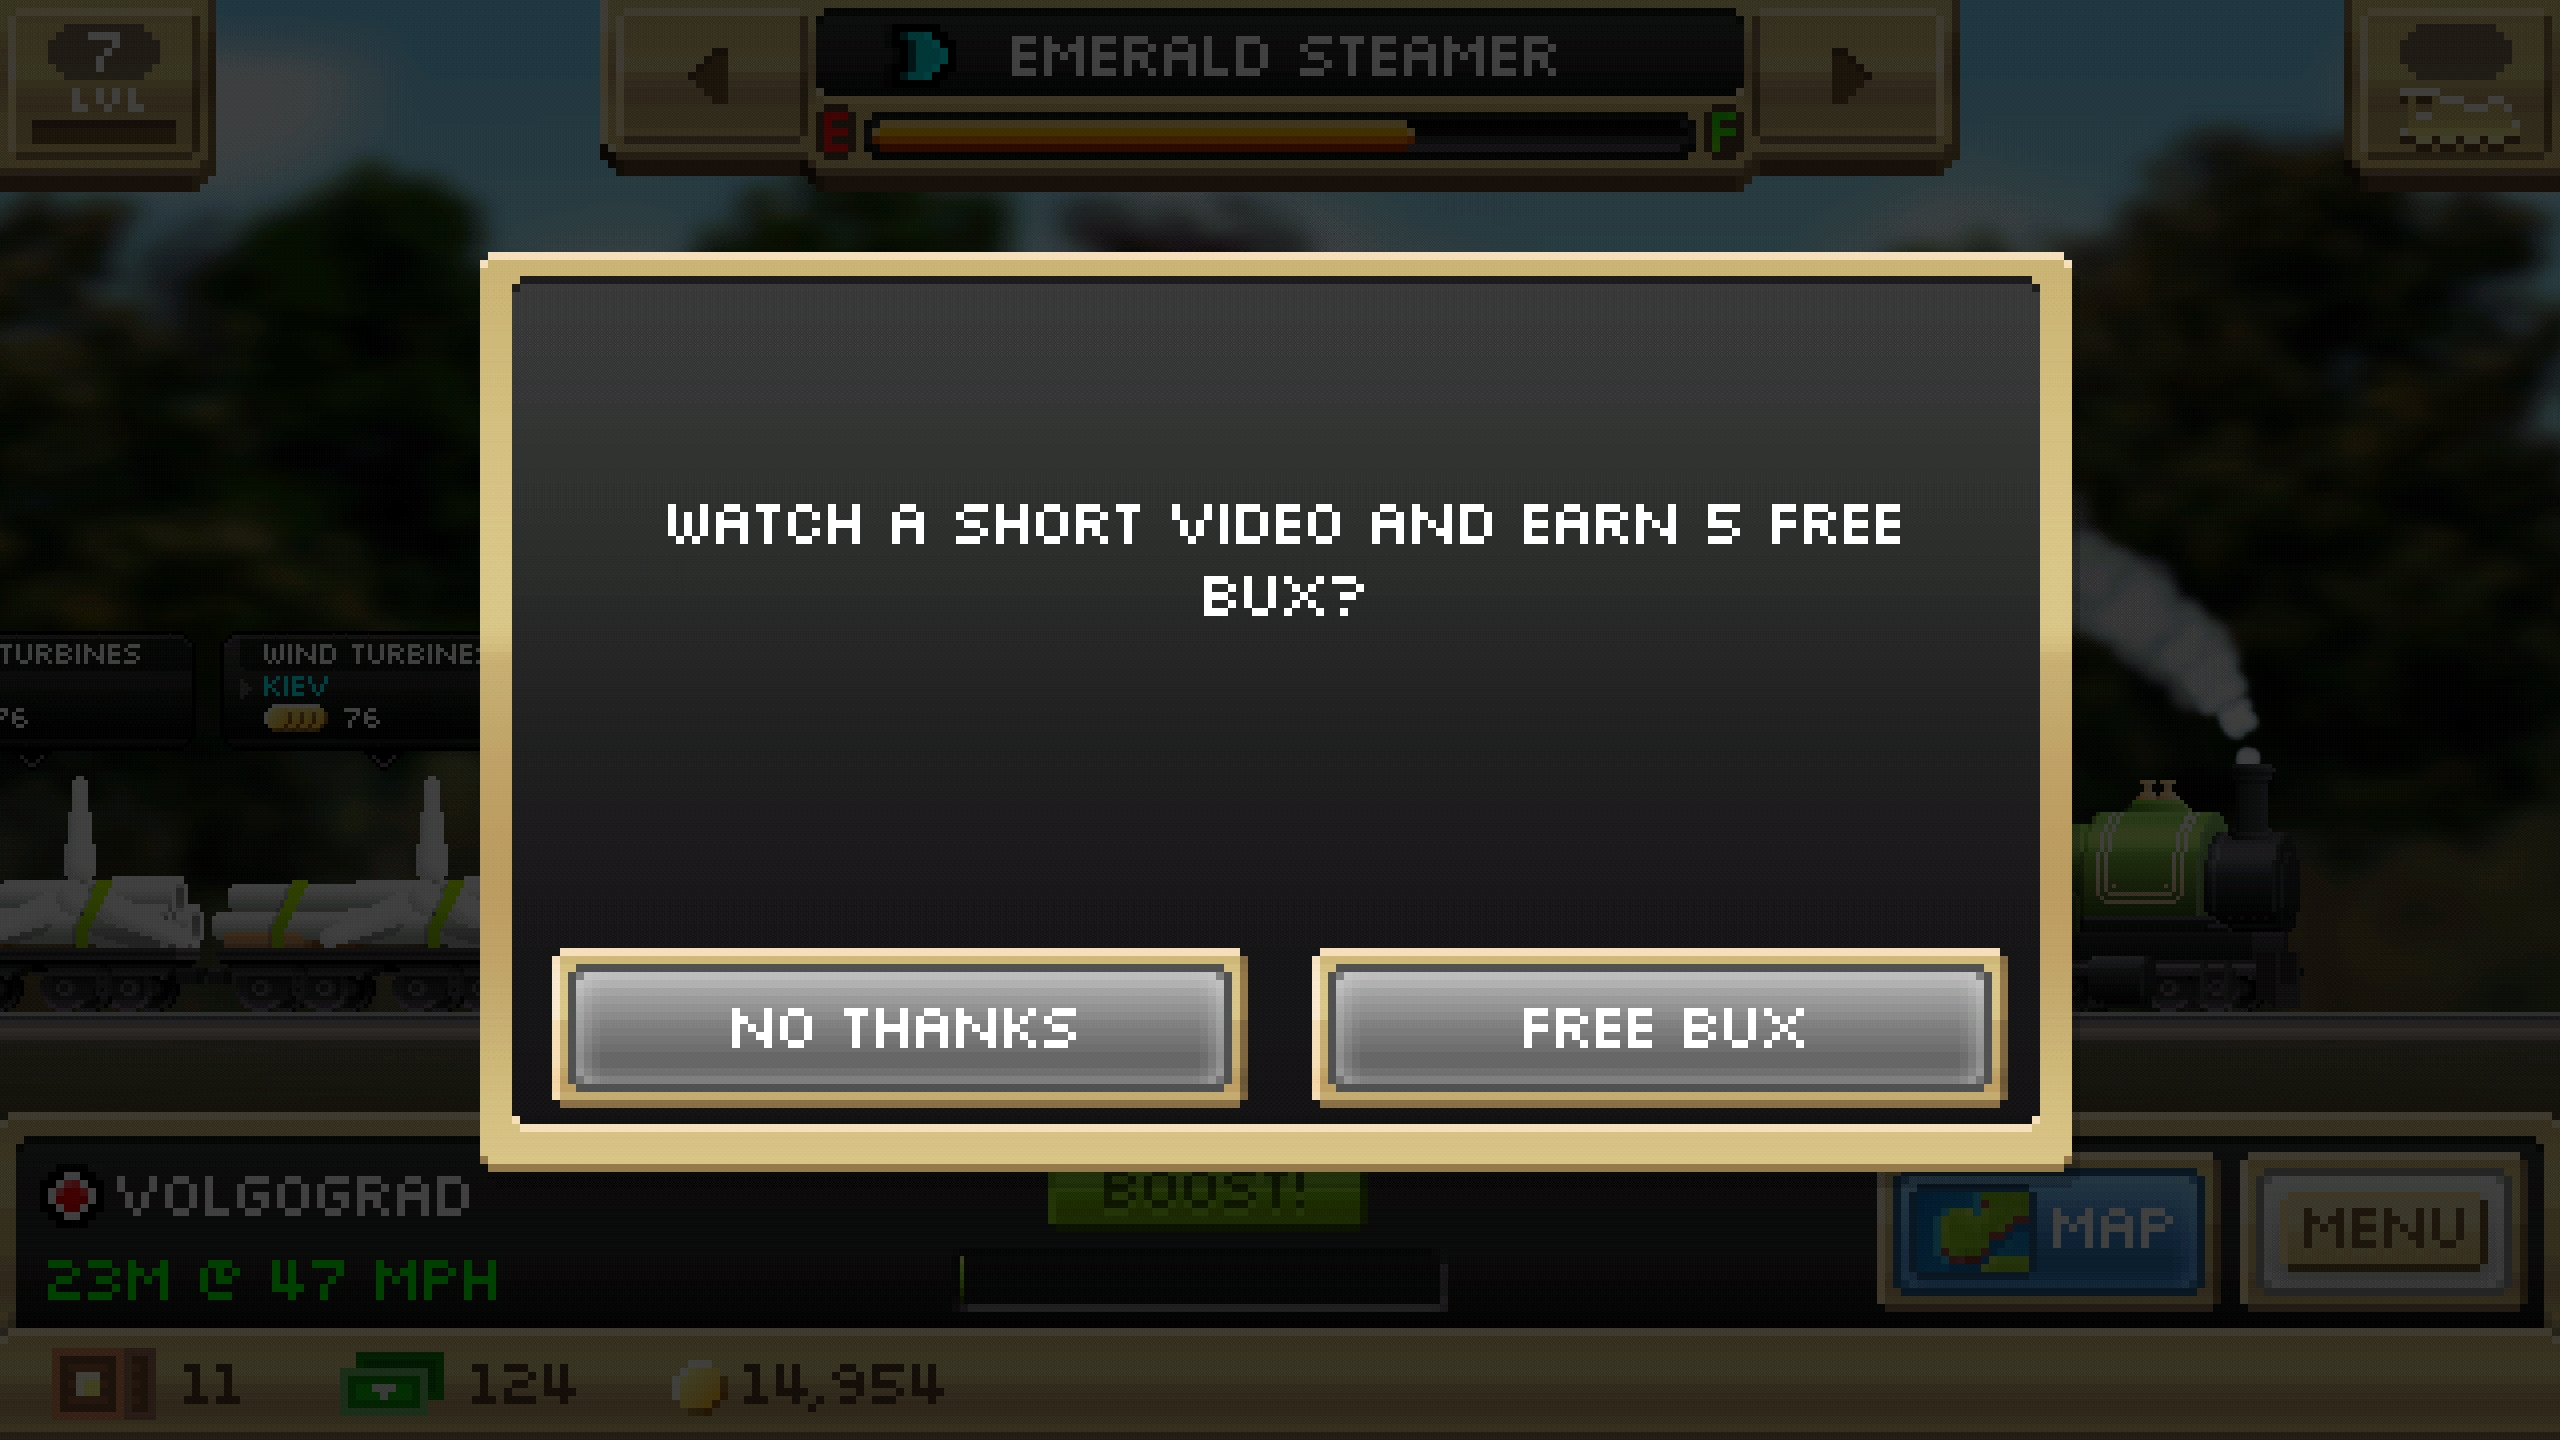 7
LVL
EMERALD STEAMER
E
F
WATCH A SHORT VIDEO AND EARN 5 FREE
BUX?
TURBINES
76
WIND TURBINES
KIEV
76
NO THANKS
FREE BUX
VOLGOGRAD
23M @ 47 MPH
BOOST!
MAP
MENU
11
124
14,954